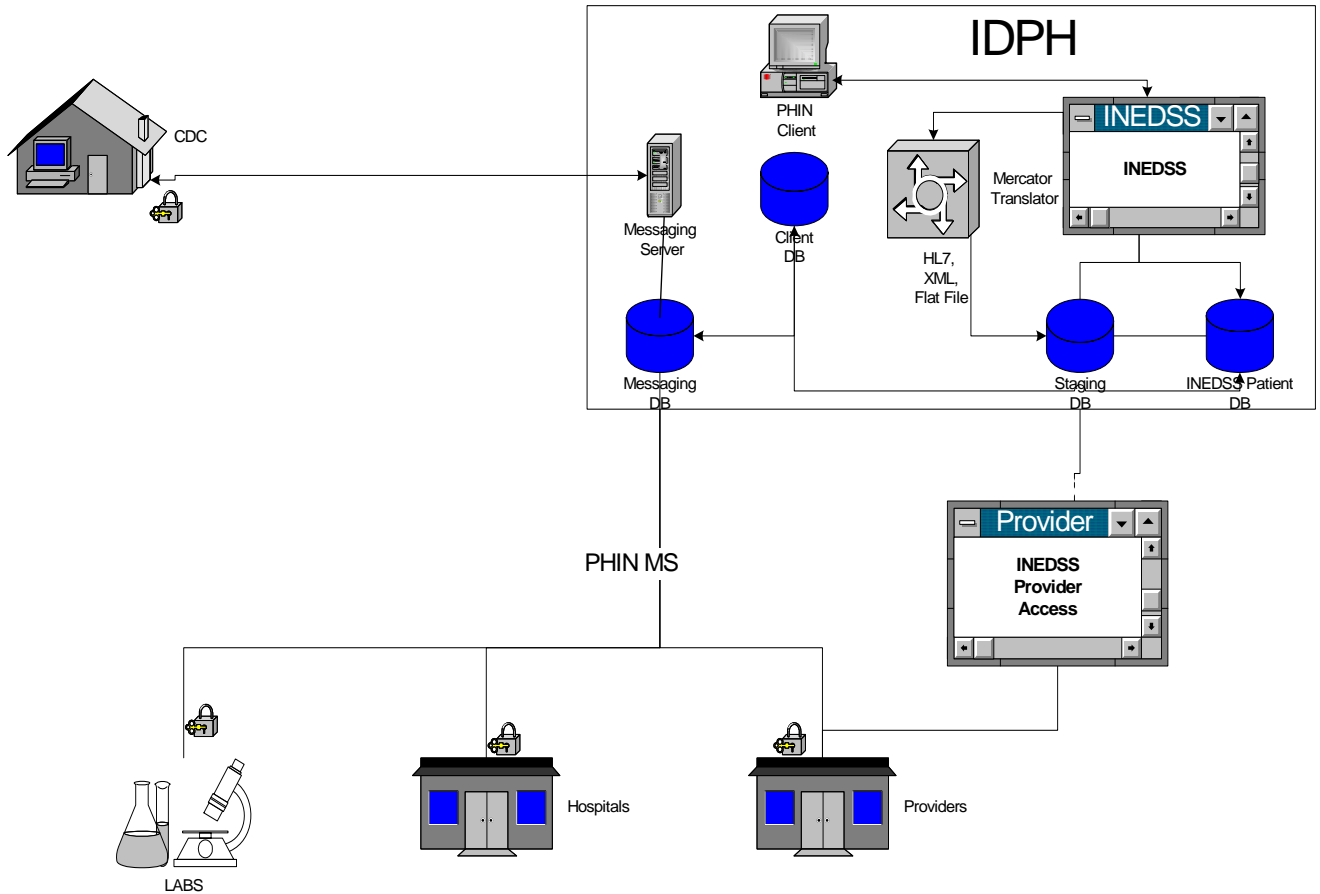 IDPH
CDC
PHIN
Client
INEDSS
INEDSS
Mercator
Translator
Messaging
Server
Client
DB
HL7,
XML,
Flat File
Messaging
DB
Staging
DB
INEDSS Patient
DB
Provider
INEDSS
Provider
Access
PHIN MS
Hospitals
Providers
LABS